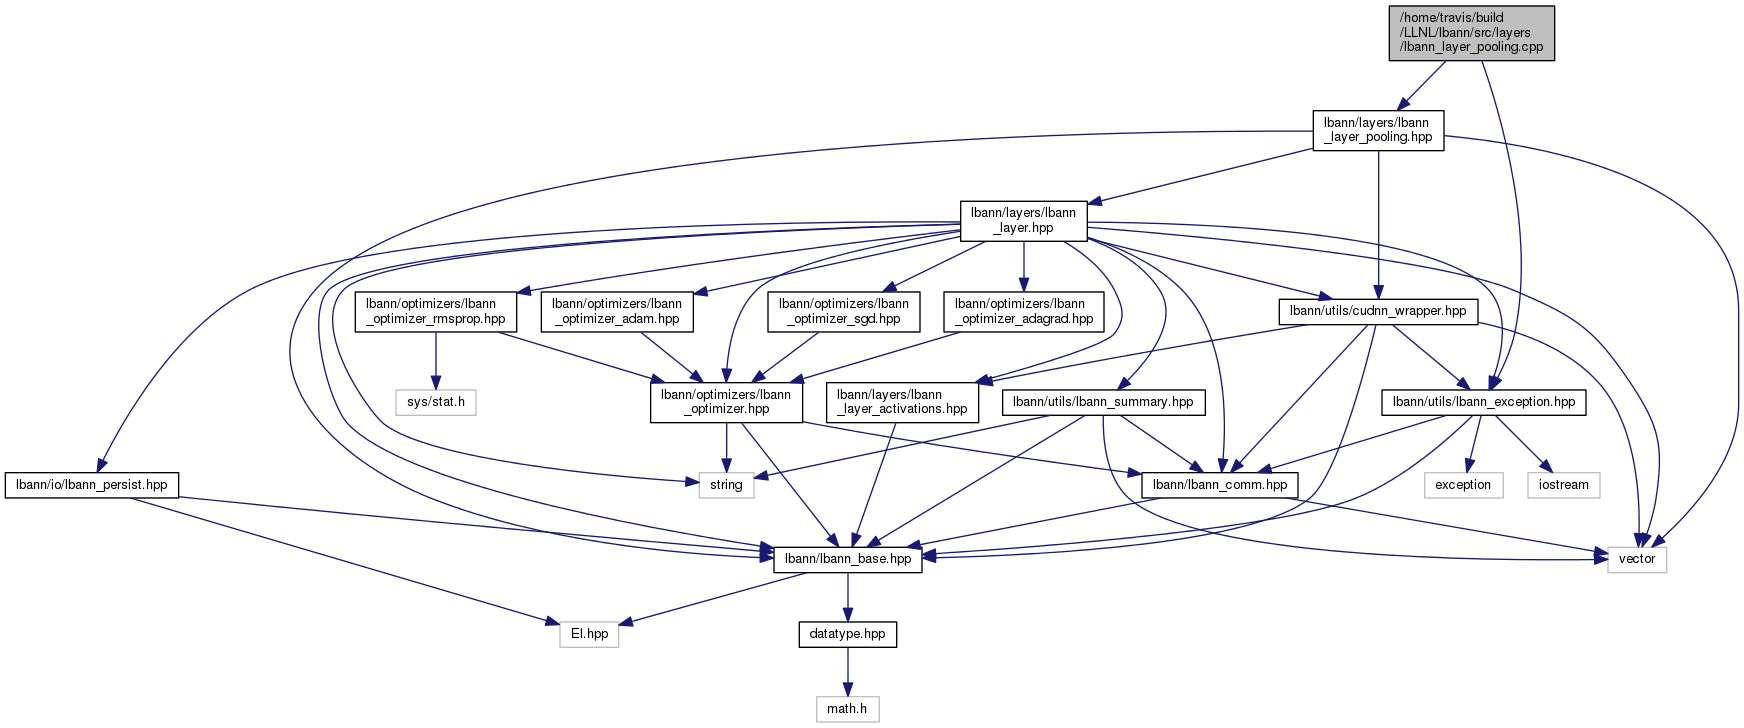 /home/travis/build
/LLNL/lbann/src/layers
/lbann_layer_pooling.cpp
lbann/layers/lbann
_layer_pooling.hpp
lbann/layers/lbann
_layer.hpp
lbann/optimizers/lbann
_optimizer_rmsprop.hpp
lbann/optimizers/lbann
_optimizer_adam.hpp
lbann/optimizers/lbann
_optimizer_sgd.hpp
lbann/optimizers/lbann
_optimizer_adagrad.hpp
lbann/utils/cudnn_wrapper.hpp
sys/stat.h
lbann/optimizers/lbann
_optimizer.hpp
lbann/layers/lbann
_layer_activations.hpp
lbann/utils/lbann_summary.hpp
lbann/utils/lbann_exception.hpp
lbann/io/lbann_persist.hpp
string
lbann/lbann_comm.hpp
exception
iostream
lbann/lbann_base.hpp
vector
El.hpp
datatype.hpp
math.h